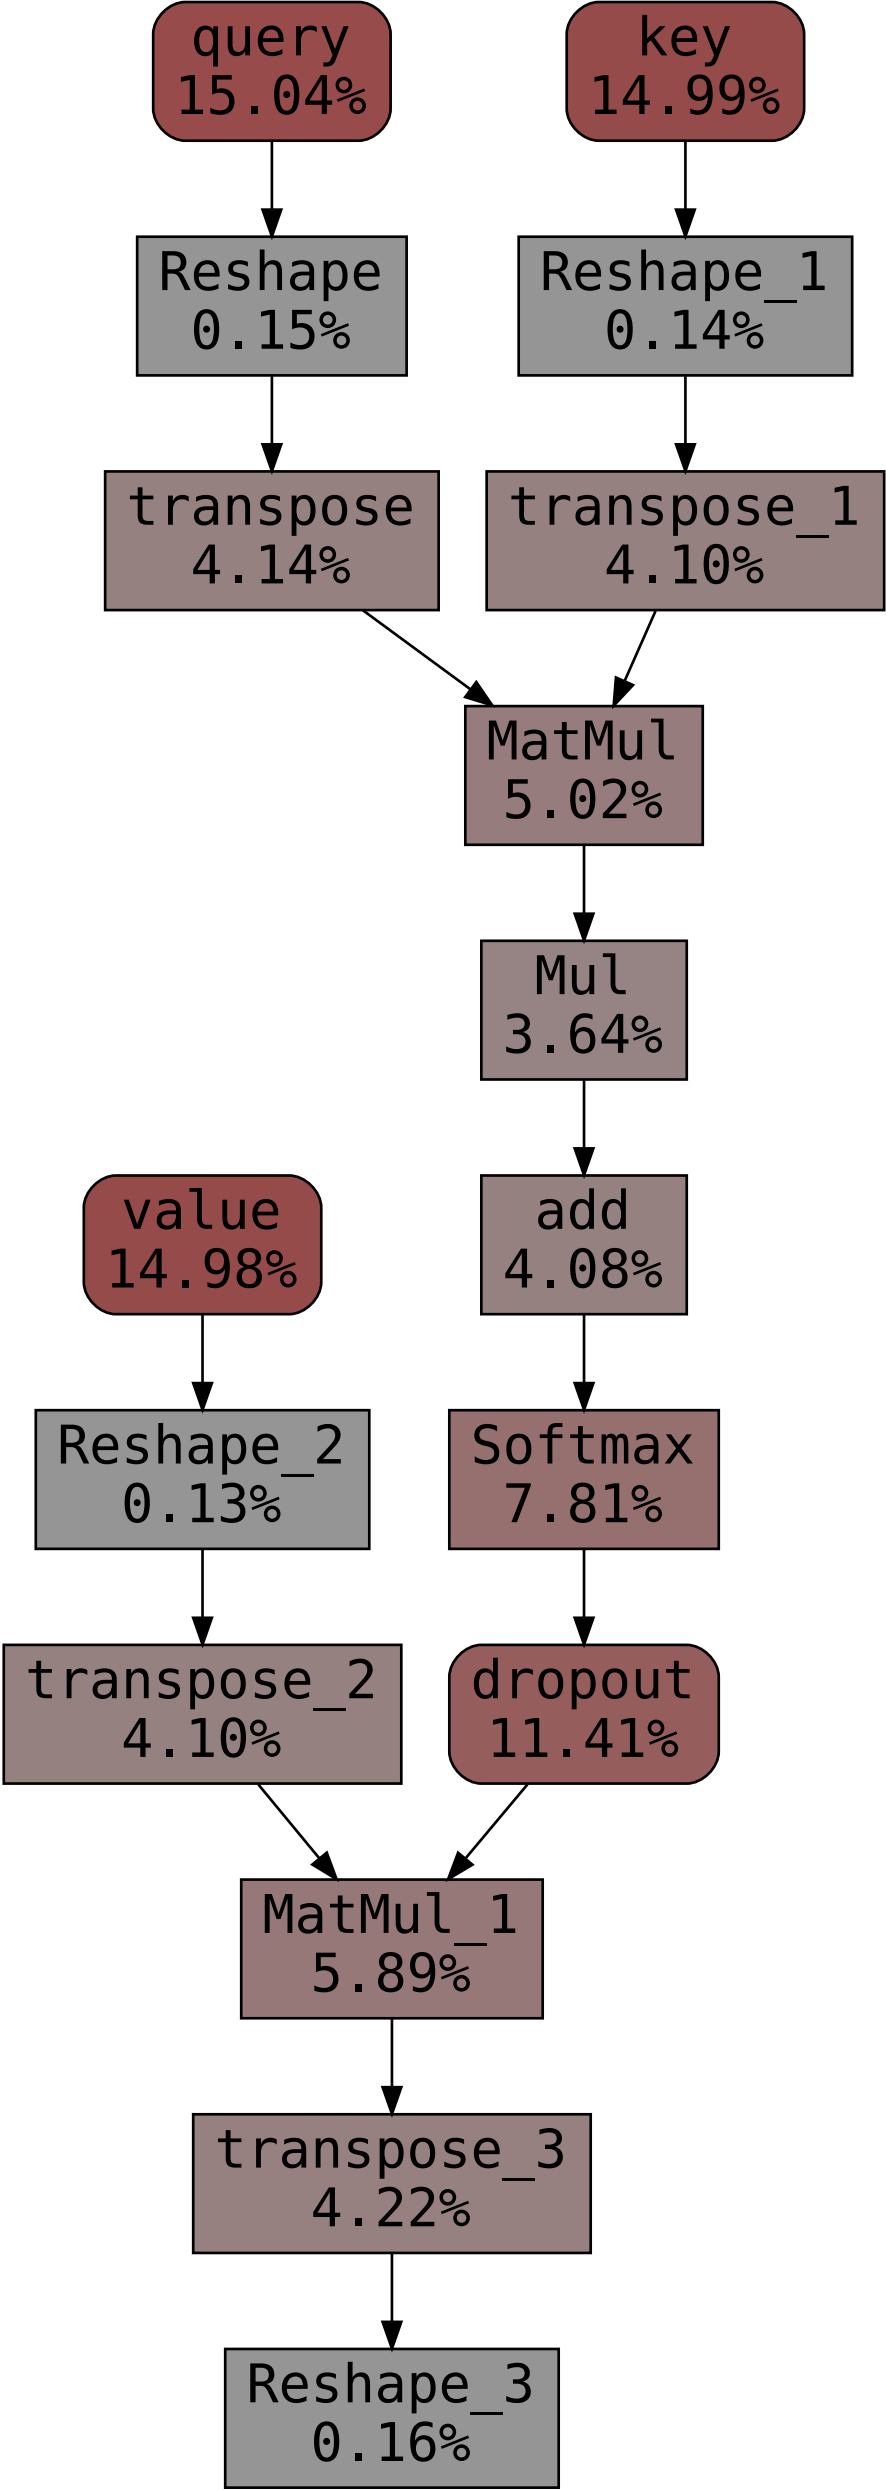 query
15.04%
key
14.99%
Reshape
0.15%
Reshape_1
0.14%
transpose
4.14%
transpose_1
4.10%
MatMul
5.02%
Mul
3.64%
value
14.98%
add
4.08%
Reshape_2
0.13%
Softmax
7.81%
transpose_2
4.10%
dropout
11.41%
MatMul_1
5.89%
transpose_3
4.22%
Reshape_3
0.16%